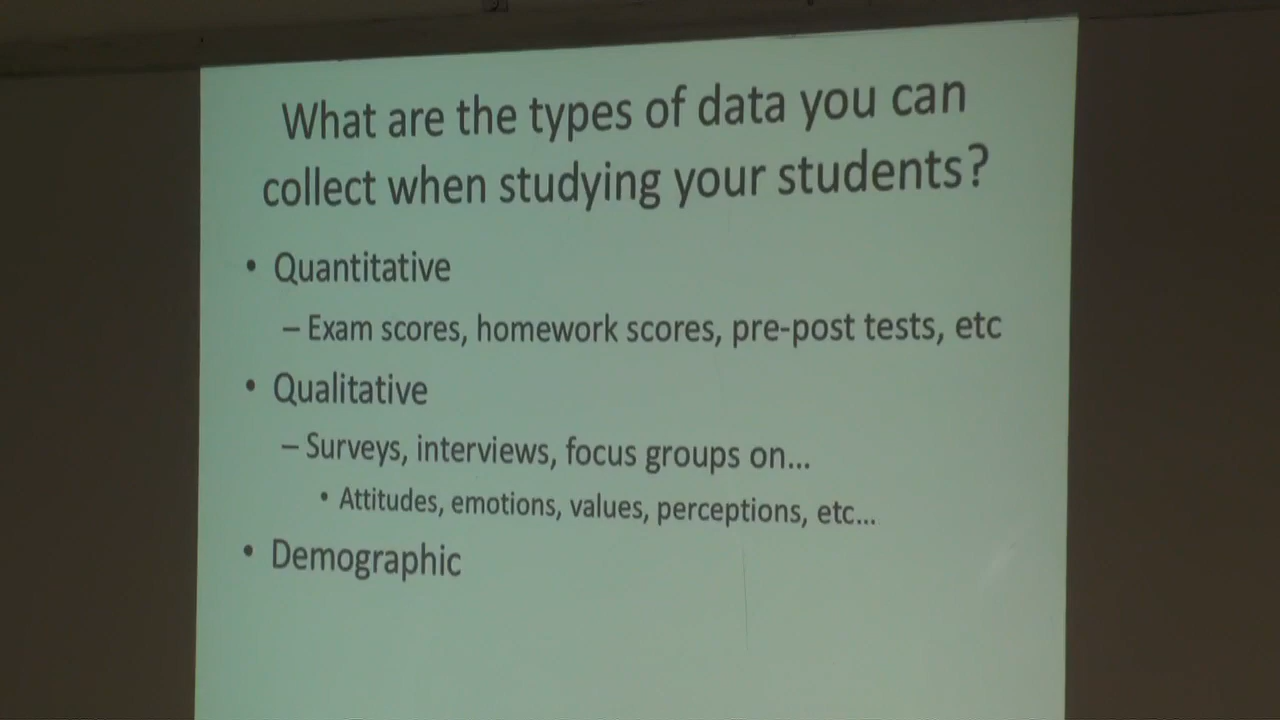 What are the types of data you can
collect when studying your students?
• Quantitative
– Exam scores, homework scores, pre-post tests, etc
• Qualitative
– Surveys, interviews, focus groups on...
• Attitudes, emotions, values, perceptions, etc...
• Demographic